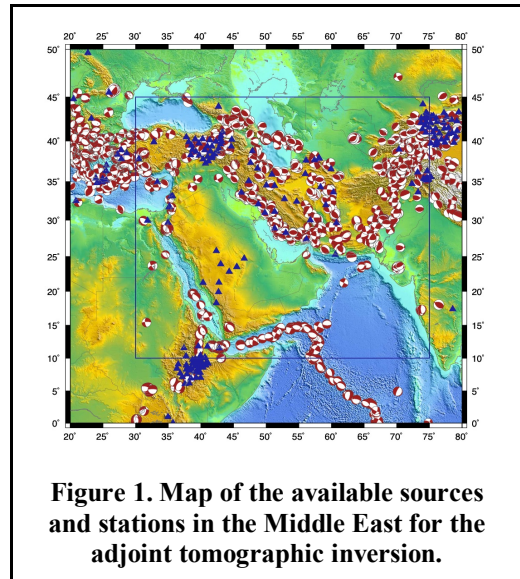 20° 25° 30° 35° 40° 45° 50° 55° 60° 65° 70° 75° 80°
50° 50°
45° 45°
40° 40°
35° 35°
30° 30°
25° 25°
20° 20°
15° 15°
10° 10°
5° 5°
0° 0°
20° 25° 30° 35° 40° 45° 50° 55° 60° 65° 70° 75° 80°
Figure 1. Map of the available sources
and stations in the Middle East for the
adjoint tomographic inversion.